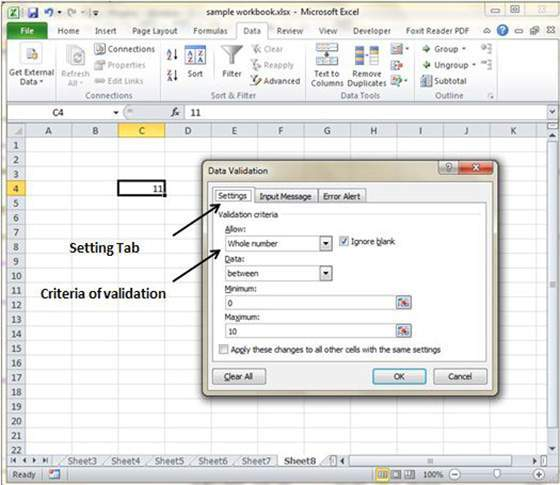 sample workbook.xlsx - Microsoft Excel
File Home Insert Page Layout Formulas Data Review View Developer Foxit Reader PDF
Get External Data Refresh All Connections Properties Edit Links Sort Filter Clear Reapply Advanced Text to Columns Remove Duplicates Group Ungroup Subtotal
Connections Sort & Filter Data Tools Outline
C4 fx 11
A B C D E F G H I J K
1
2
3
4 11
5
6
7
8
9
10
11
12
13
14
15
16
17
18
19
20
21
22
Data Validation
Settings Input Message Error Alert
Validation criteria
Allow:
Whole number Ignore blank
Data:
between
Minimum:
0
Maximum:
10
Apply these changes to all other cells with the same settings
Clear All OK Cancel
Setting Tab
Criteria of validation
Sheet3 Sheet4 Sheet5 Sheet6 Sheet7 Sheet8
Ready 100%